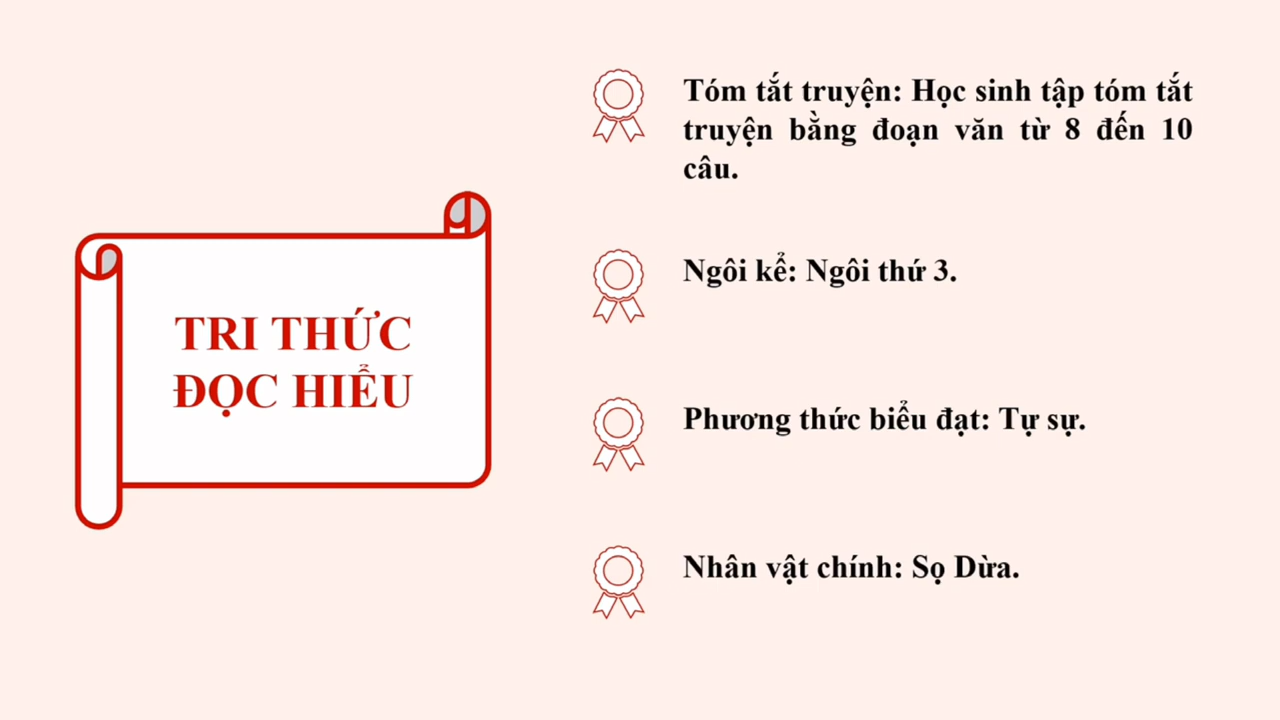 TRI THỨC
ĐỌC HIỂU
Tóm tắt truyện: Học sinh tập tóm tắt
truyện bằng đoạn văn từ 8 đến 10
câu.
Ngôi kể: Ngôi thứ 3.
Phương thức biểu đạt: Tự sự.
Nhân vật chính: Sọ Dừa.